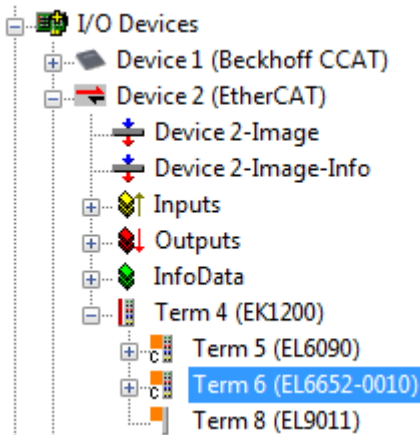 I/O Devices
Device 1 (Beckhoff CCAT)
Device 2 (EtherCAT)
Device 2-Image
Device 2-Image-Info
Inputs
Outputs
InfoData
Term 4 (EK1200)
Term 5 (EL6090)
Term 6 (EL6652-0010)
Term 8 (EL9011)